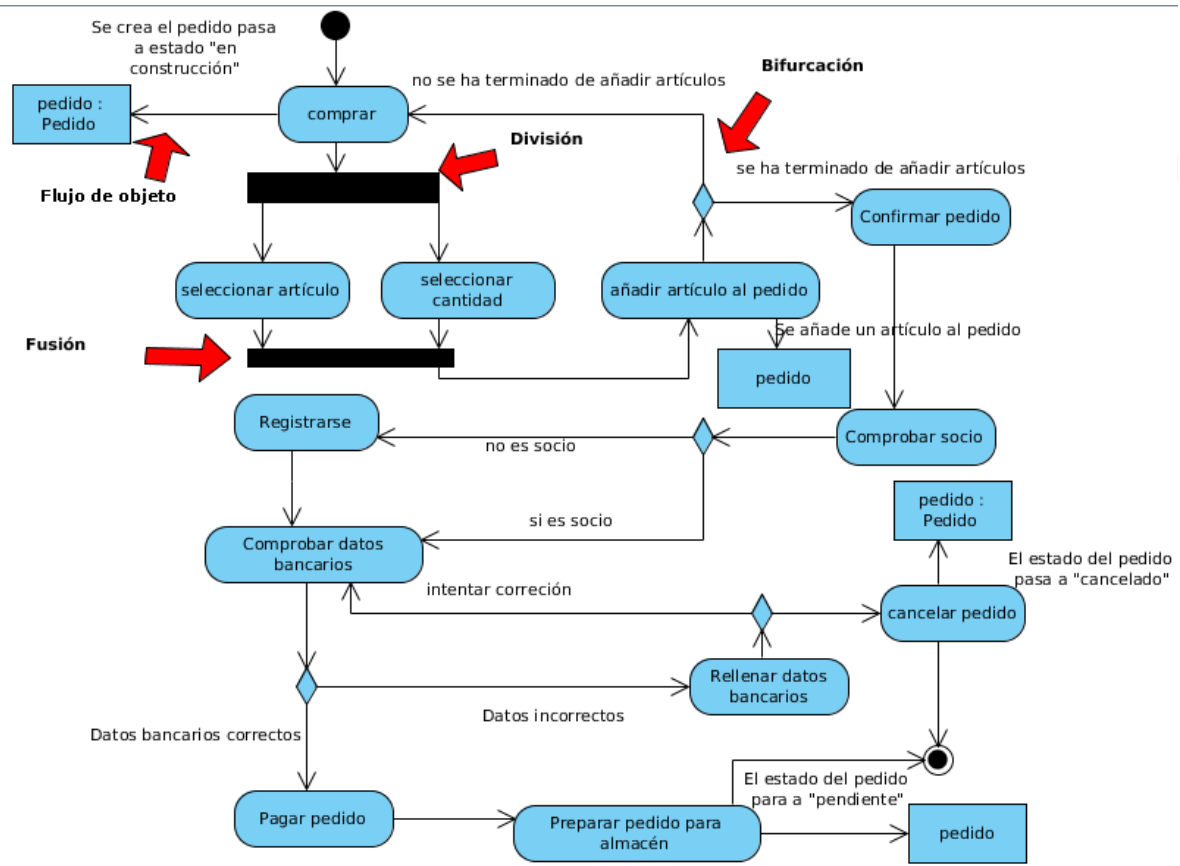 Se crea el pedido pasa
a estado "en
construcción"
no se ha terminado de añadir artículos
Bifurcación
pedido :
Pedido
comprar
División
Flujo de objeto
se ha terminado de añadir artículos
Confirmar pedido
seleccionar artículo
seleccionar
cantidad
añadir artículo al pedido
Se añade un artículo al pedido
Fusión
pedido
Registrarse
no es socio
Comprobar socio
pedido :
Pedido
si es socio
Comprobar datos
bancarios
El estado del pedido
pasa a "cancelado"
intentar correción
cancelar pedido
Rellenar datos
bancarios
Datos incorrectos
Datos bancarios correctos
El estado del pedido
para a "pendiente"
Pagar pedido
Preparar pedido para
almacén
pedido